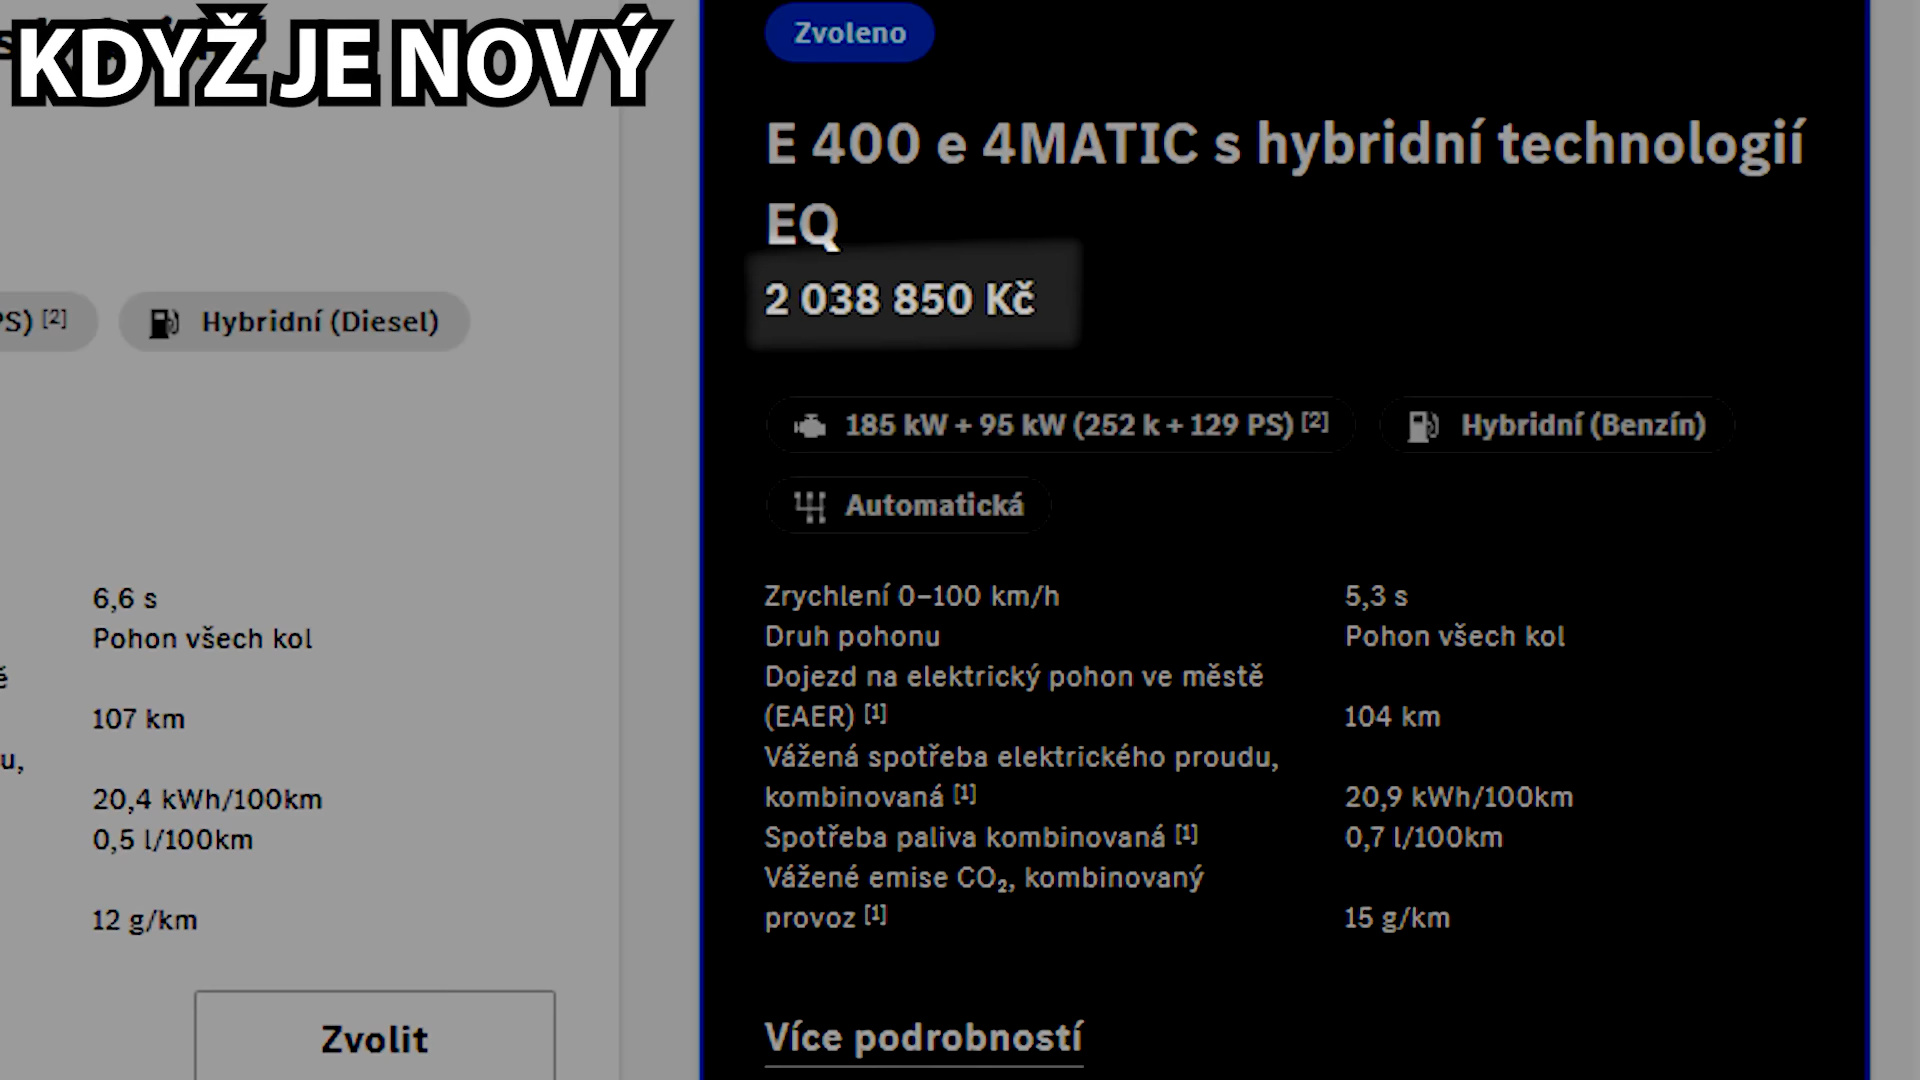 KDYŽ JE NOVÝ
PS) [2]
Hybridní (Diesel)
6,6 s
Pohon všech kol
107 km
u,
20,4 kWh/100km
0,5 l/100km
12 g/km
Zvolit
Zvoleno
E 400 e 4MATIC s hybridní technologií
EQ
2 038 850 Kč
185 kW + 95 kW (252 k + 129 PS) [2]
Hybridní (Benzín)
Automatická
Zrychlení 0–100 km/h 5,3 s
Druh pohonu Pohon všech kol
Dojezd na elektrický pohon ve městě
(EAER) [1] 104 km
Vážená spotřeba elektrického proudu,
kombinovaná [1] 20,9 kWh/100km
Spotřeba paliva kombinovaná [1] 0,7 l/100km
Vážené emise CO₂, kombinovaný
provoz [1] 15 g/km
Více podrobností